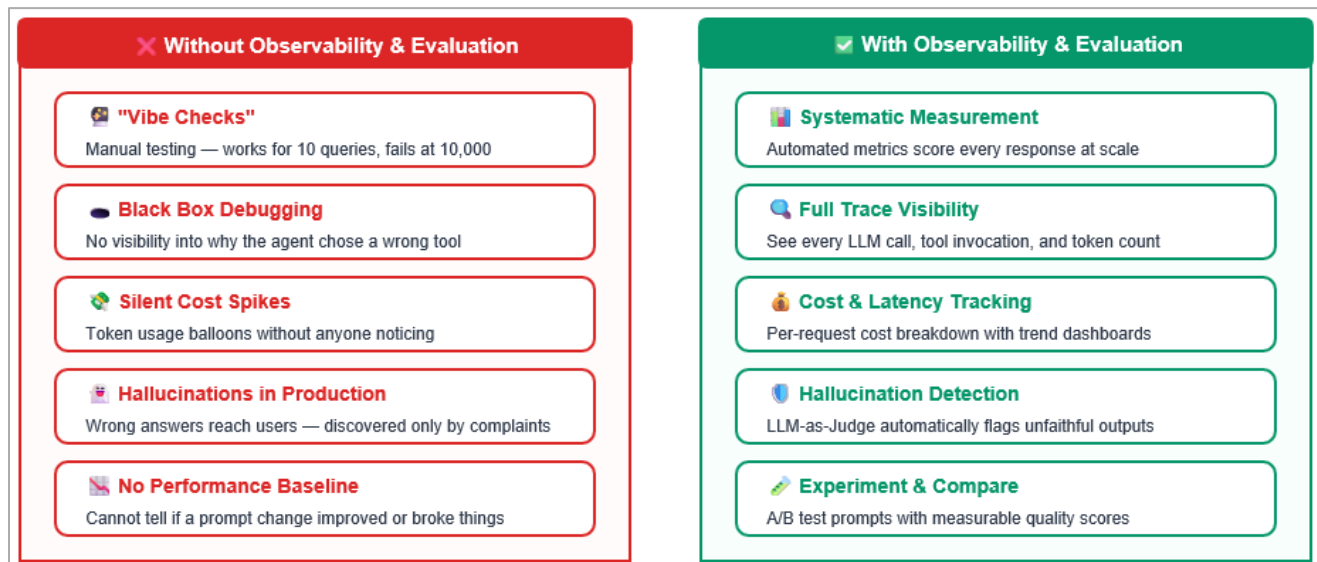 ❌ Without Observability & Evaluation
"Vibe Checks"
Manual testing — works for 10 queries, fails at 10,000
Black Box Debugging
No visibility into why the agent chose a wrong tool
Silent Cost Spikes
Token usage balloons without anyone noticing
Hallucinations in Production
Wrong answers reach users — discovered only by complaints
No Performance Baseline
Cannot tell if a prompt change improved or broke things
✅ With Observability & Evaluation
Systematic Measurement
Automated metrics score every response at scale
Full Trace Visibility
See every LLM call, tool invocation, and token count
Cost & Latency Tracking
Per-request cost breakdown with trend dashboards
Hallucination Detection
LLM-as-Judge automatically flags unfaithful outputs
Experiment & Compare
A/B test prompts with measurable quality scores